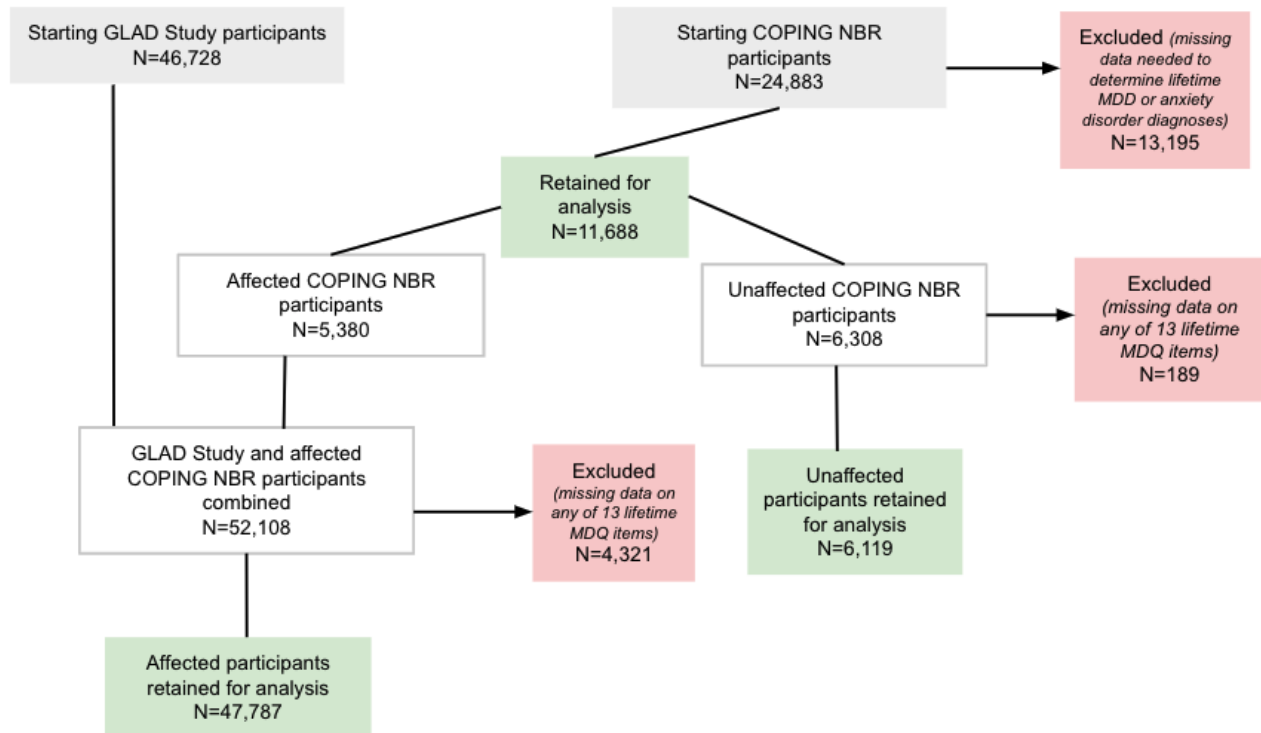 Starting GLAD Study participants
N=46,728
Starting COPING NBR
participants
N=24,883
Excluded (missing
data needed to
determine lifetime
MDD or anxiety
disorder diagnoses)
N=13,195
Retained for
analysis
N=11,688
Affected COPING NBR
participants
N=5,380
Unaffected COPING NBR
participants
N=6,308
Excluded
(missing data on
any of 13 lifetime
MDQ items)
N=189
GLAD Study and affected
COPING NBR participants
combined
N=52,108
Excluded
(missing data on
any of 13 lifetime
MDQ items)
N=4,321
Unaffected
participants retained
for analysis
N=6,119
Affected participants
retained for analysis
N=47,787